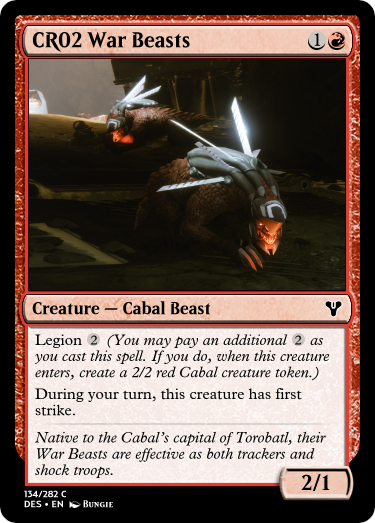 CR02 War Beasts 1
Creature — Cabal Beast
Legion 2 (You may pay an additional 2 as
you cast this spell. If you do, when this creature
enters, create a 2/2 red Cabal creature token.)
During your turn, this creature has first
strike.
Native to the Cabal's capital of Torobatl, their
War Beasts are effective as both trackers and
shock troops.
2/1
134/282 C
DES • EN Bungie